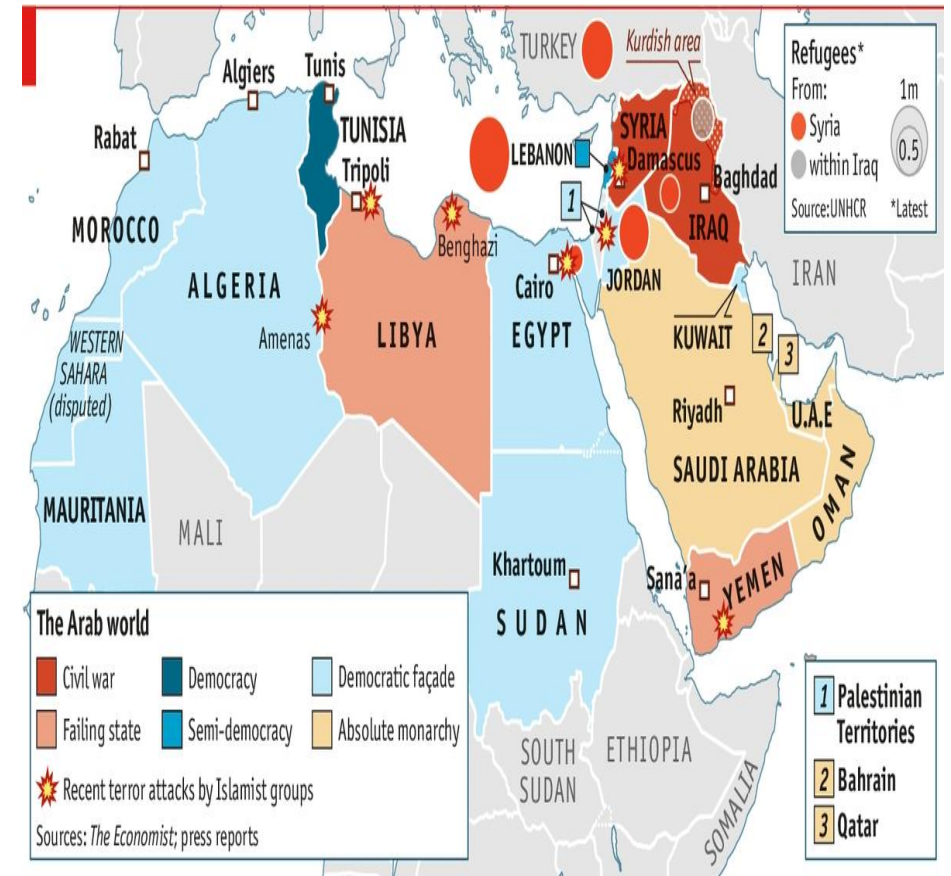 TURKEY
Kurdish area
Refugees*
From:
1m
Syria
0.5
within Iraq
Source:UNHCR
*Latest
Algiers
Tunis
Rabat
TUNISIA
Tripoli
LEBANON
SYRIA
Damascus
Baghdad
1
IRAQ
MOROCCO
Benghazi
IRAN
ALGERIA
Cairo
JORDAN
Amenas
LIBYA
EGYPT
KUWAIT
2
3
WESTERN
SAHARA
(disputed)
Riyadh
U.A.E
SAUDI ARABIA
OMAN
MAURITANIA
MALI
Khartoum
SUDAN
Sana'a
YEMEN
The Arab world
Civil war
Democracy
Democratic façade
Failing state
Semi-democracy
Absolute monarchy
Recent terror attacks by Islamist groups
Sources: The Economist; press reports
SOUTH
SUDAN
ETHIOPIA
SOMALIA
1 Palestinian
Territories
2 Bahrain
3 Qatar